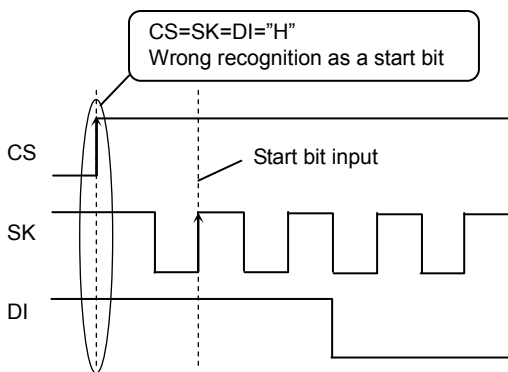 CS=SK=DI=”H”
Wrong recognition as a start bit
CS
Start bit input
SK
DI